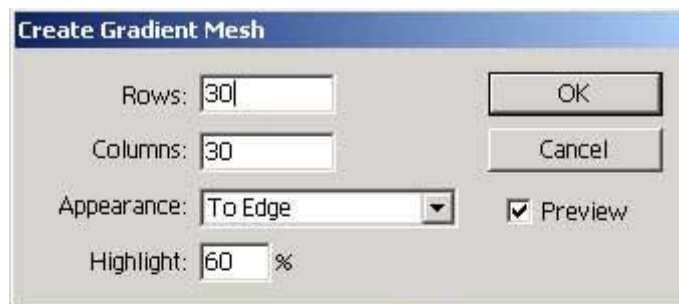 Create Gradient Mesh
Rows: 30
OK
Columns: 30
Cancel
Appearance: To Edge
Preview
Highlight: 60 %